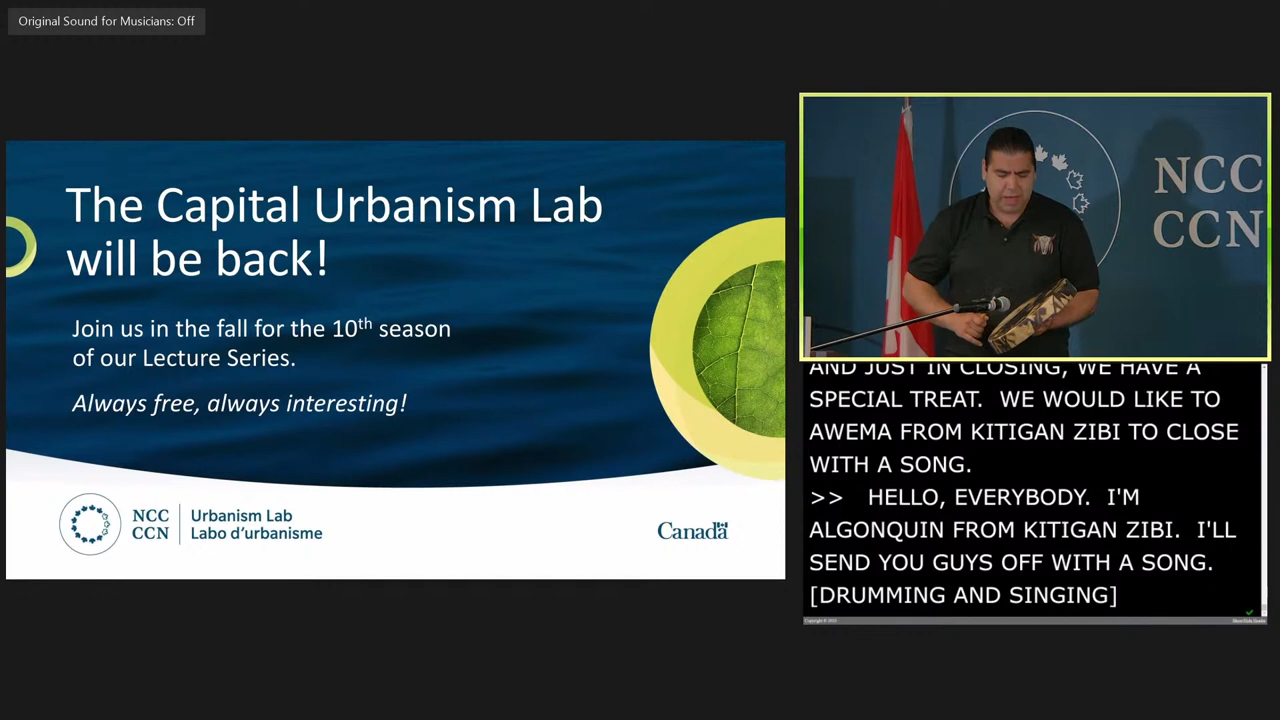 Original Sound for Musicians: Off
The Capital Urbanism Lab
will be back!
Join us in the fall for the 10th season
of our Lecture Series.
Always free, always interesting!
NCC
CCN
Urbanism Lab
Labo d'urbanisme
Canada
NCC
CCN
AND JUST IN CLOSING, WE HAVE A
SPECIAL TREAT. WE WOULD LIKE TO
AWEMA FROM KITIGAN ZIBI TO CLOSE
WITH A SONG.
>> HELLO, EVERYBODY. I'M
ALGONQUIN FROM KITIGAN ZIBI. I'LL
SEND YOU GUYS OFF WITH A SONG.
[DRUMMING AND SINGING]